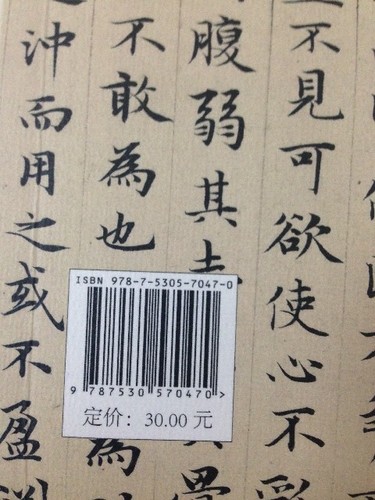 不見可欲使心不
腹弱其
不敢為也
為
沖而用之或不盈
ISBN 978-7-5305-7047-0
9 787530 570470 >
定价：30.00 元